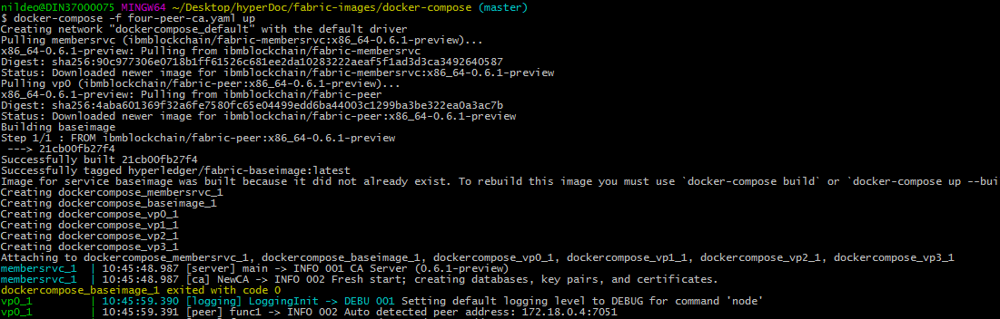 nildeo@DIN37000075 MINGW64 ~/Desktop/hyperDoc/fabric-images/docker-compose (master)
$ docker-compose -f four-peer-ca.yaml up
Creating network "dockercompose_default" with the default driver
Pulling membersrvc (ibmblockchain/fabric-membersrvc:x86_64-0.6.1-preview)...
x86_64-0.6.1-preview: Pulling from ibmblockchain/fabric-membersrvc
Digest: sha256:90c977306e0718b1ff61526c681ee2da10283222aeaf5f1ad3d3ca3492640587
Status: Downloaded newer image for ibmblockchain/fabric-membersrvc:x86_64-0.6.1-preview
Pulling vp0 (ibmblockchain/fabric-peer:x86_64-0.6.1-preview)...
x86_64-0.6.1-preview: Pulling from ibmblockchain/fabric-peer
Digest: sha256:4aba601369f32a6fe7580fc65e04499edd6ba44003c1299ba3be322ea0a3ac7b
Status: Downloaded newer image for ibmblockchain/fabric-peer:x86_64-0.6.1-preview
Building baseimage
Step 1/1 : FROM ibmblockchain/fabric-peer:x86_64-0.6.1-preview
 ---> 21cb00fb27f4
Successfully built 21cb00fb27f4
Successfully tagged hyperledger/fabric-baseimage:latest
Image for service baseimage was built because it did not already exist. To rebuild this image you must use `docker-compose build` or `docker-compose up --bui
Creating dockercompose_membersrvc_1
Creating dockercompose_baseimage_1
Creating dockercompose_vp0_1
Creating dockercompose_vp1_1
Creating dockercompose_vp2_1
Creating dockercompose_vp3_1
Attaching to dockercompose_membersrvc_1, dockercompose_baseimage_1, dockercompose_vp0_1, dockercompose_vp1_1, dockercompose_vp2_1, dockercompose_vp3_1
membersrvc_1  | 10:45:48.987 [server] main -> INFO 001 CA Server (0.6.1-preview)
membersrvc_1  | 10:45:48.987 [ca] NewCA -> INFO 002 Fresh start; creating databases, key pairs, and certificates.
dockercompose_baseimage_1 exited with code 0
vp0_1         | 10:45:59.390 [logging] LoggingInit -> DEBU 001 Setting default logging level to DEBUG for command 'node'
vp0_1         | 10:45:59.391 [peer] func1 -> INFO 002 Auto detected peer address: 172.18.0.4:7051